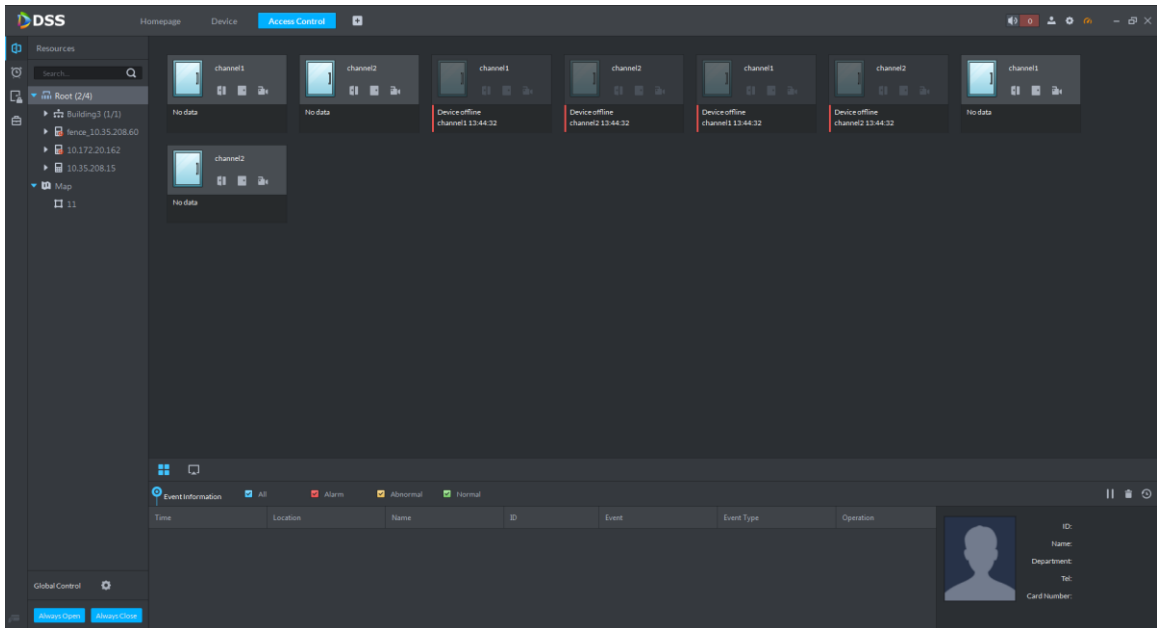 DSS
Homepage Device Access Control
0
Resources
Search...
Root (2/4)
Building3 (1/1)
fence_10.35.208.60
10.172.20.162
10.35.208.15
Map
11
channel1
No data
channel2
No data
channel1
Device offline
channel1 13:44:32
channel2
Device offline
channel2 13:44:32
channel1
Device offline
channel1 13:44:32
channel2
Device offline
channel2 13:44:32
channel1
No data
channel2
No data
Event Information All Alarm Abnormal Normal
Time Location Name ID Event Event Type Operation
ID:
Name:
Department:
Tel:
Card Number:
Global Control
Always Open Always Close